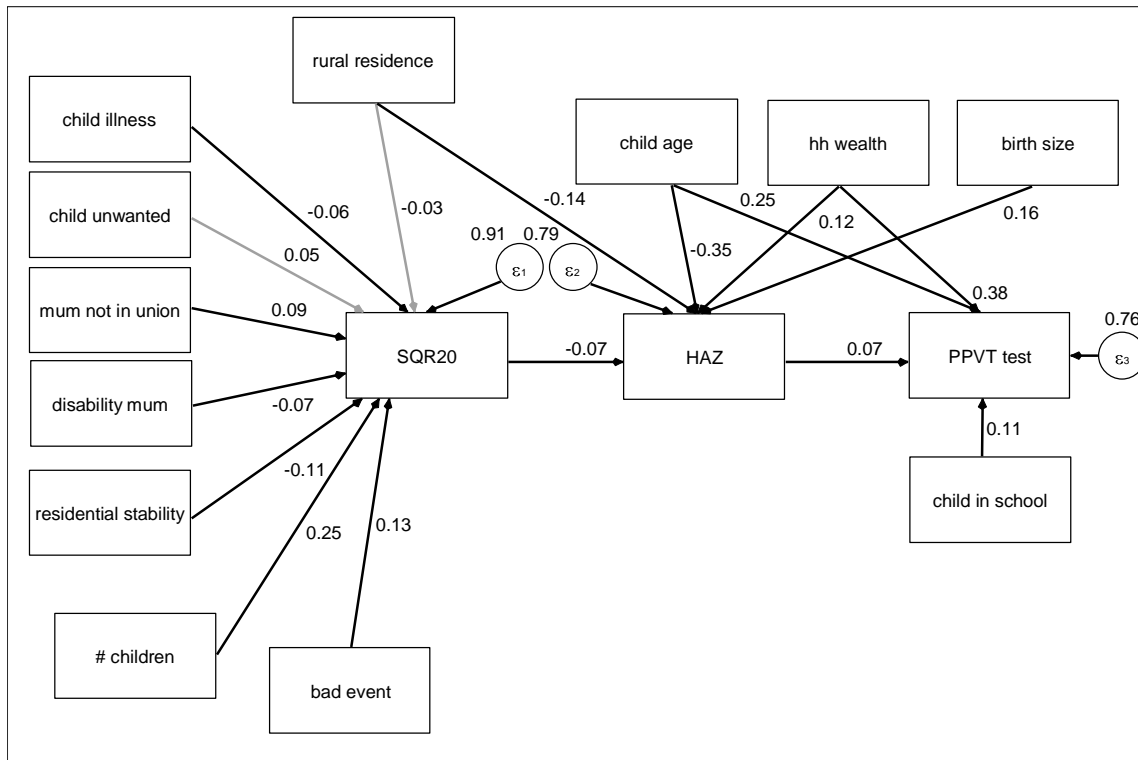 rural residence
child illness
child age
hh wealth
birth size
child unwanted
-0.06
-0.03
-0.14
0.25
0.12
0.16
0.91
0.79
-0.35
0.05
ε1
ε2
mum not in union
0.09
0.38
0.76
SQR20
-0.07
HAZ
0.07
PPVT test
ε3
disability mum
-0.07
0.11
-0.11
residential stability
0.25
0.13
child in school
# children
bad event